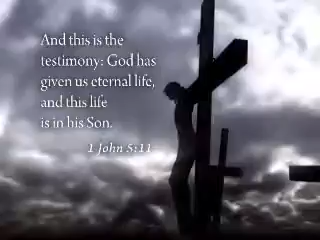 And this is the
testimony: God has
given us eternal life,
and this life
is in his Son.
1 John 5:11